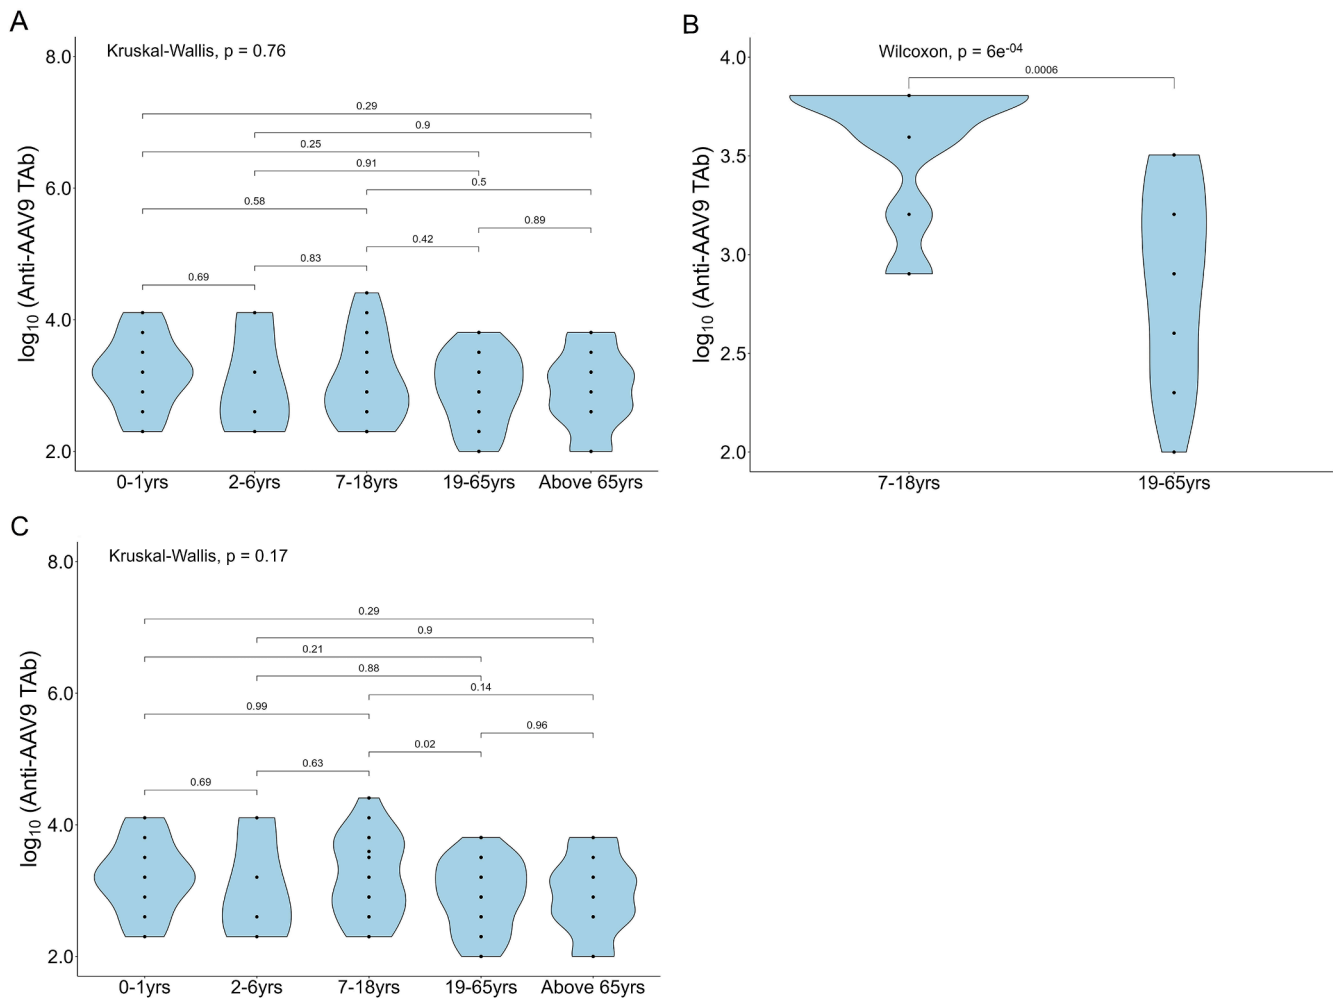 A
Kruskal-Wallis, p = 0.76
log10 (Anti-AAV9 TAb)
8.0
6.0
4.0
2.0
0.29
0.9
0.25
0.91
0.5
0.58
0.89
0.42
0.83
0.69
0-1yrs 2-6yrs 7-18yrs 19-65yrs Above 65yrs
B
Wilcoxon, p = 6e-04
0.0006
log10 (Anti-AAV9 TAb)
4.0
3.5
3.0
2.5
2.0
7-18yrs 19-65yrs
C
Kruskal-Wallis, p = 0.17
log10 (Anti-AAV9 TAb)
8.0
6.0
4.0
2.0
0.29
0.9
0.21
0.88
0.14
0.99
0.96
0.02
0.63
0.69
0-1yrs 2-6yrs 7-18yrs 19-65yrs Above 65yrs